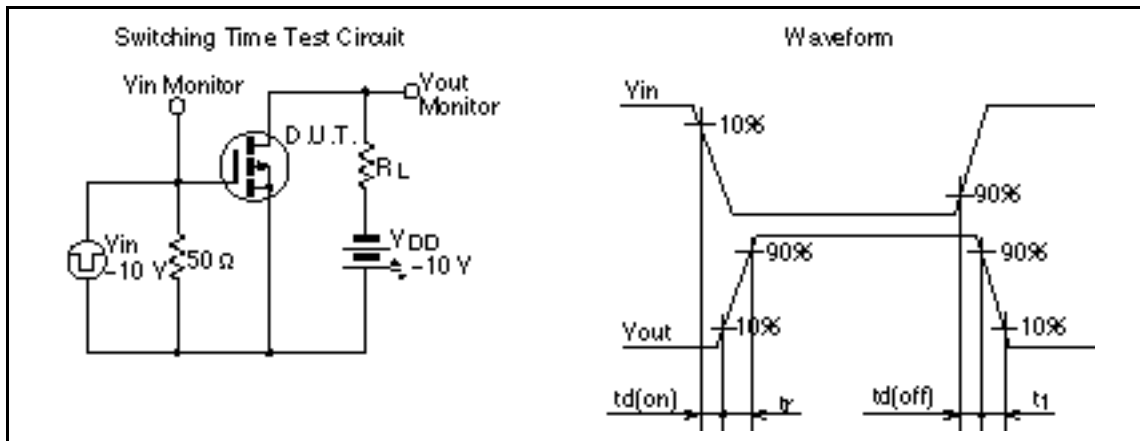 Switching Time Test Circuit
Vin Monitor
Vout
Monitor
D.U.T.
RL
Vin
–10 V
50 Ω
VDD
= –10 V
Waveform
Vin
10%
90%
90%
90%
10%
10%
Vout
td(on)
tr
td(off)
tf